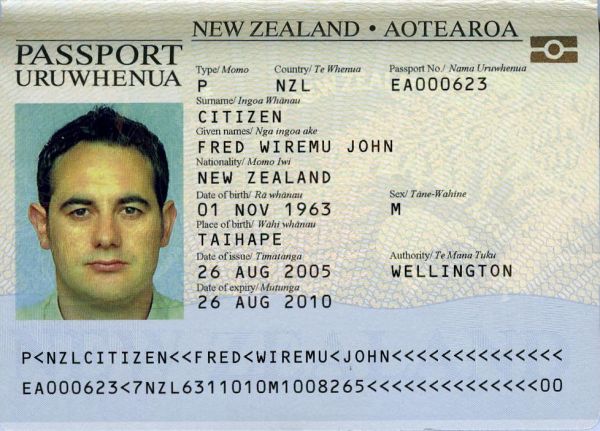 NEW ZEALAND • AOTEAROA
PASSPORT
URUWHENUA
Type/ Momo Country/ Te Whenua Passport No./ Nama Uruwhenua
P NZL EA000623
Surname/ Ingoa Whānau
CITIZEN
Given names/ Nga ingoa ake
FRED WIREMU JOHN
Nationality/ Momo Iwi
NEW ZEALAND
Date of birth/ Rā whānau Sex/ Tāne-Wahine
01 NOV 1963 M
Place of birth/ Wāhi whānau
TAIHAPE
Date of issue/ Timatanga Authority/ Te Mana Tuku
26 AUG 2005 WELLINGTON
Date of expiry/ Mutunga
26 AUG 2010
P<NZLCITIZEN<<FRED<WIREMU<JOHN<<<<<<<<<<<<<<
EA000623<7NZL6311010M1008265<<<<<<<<<<<<<<00